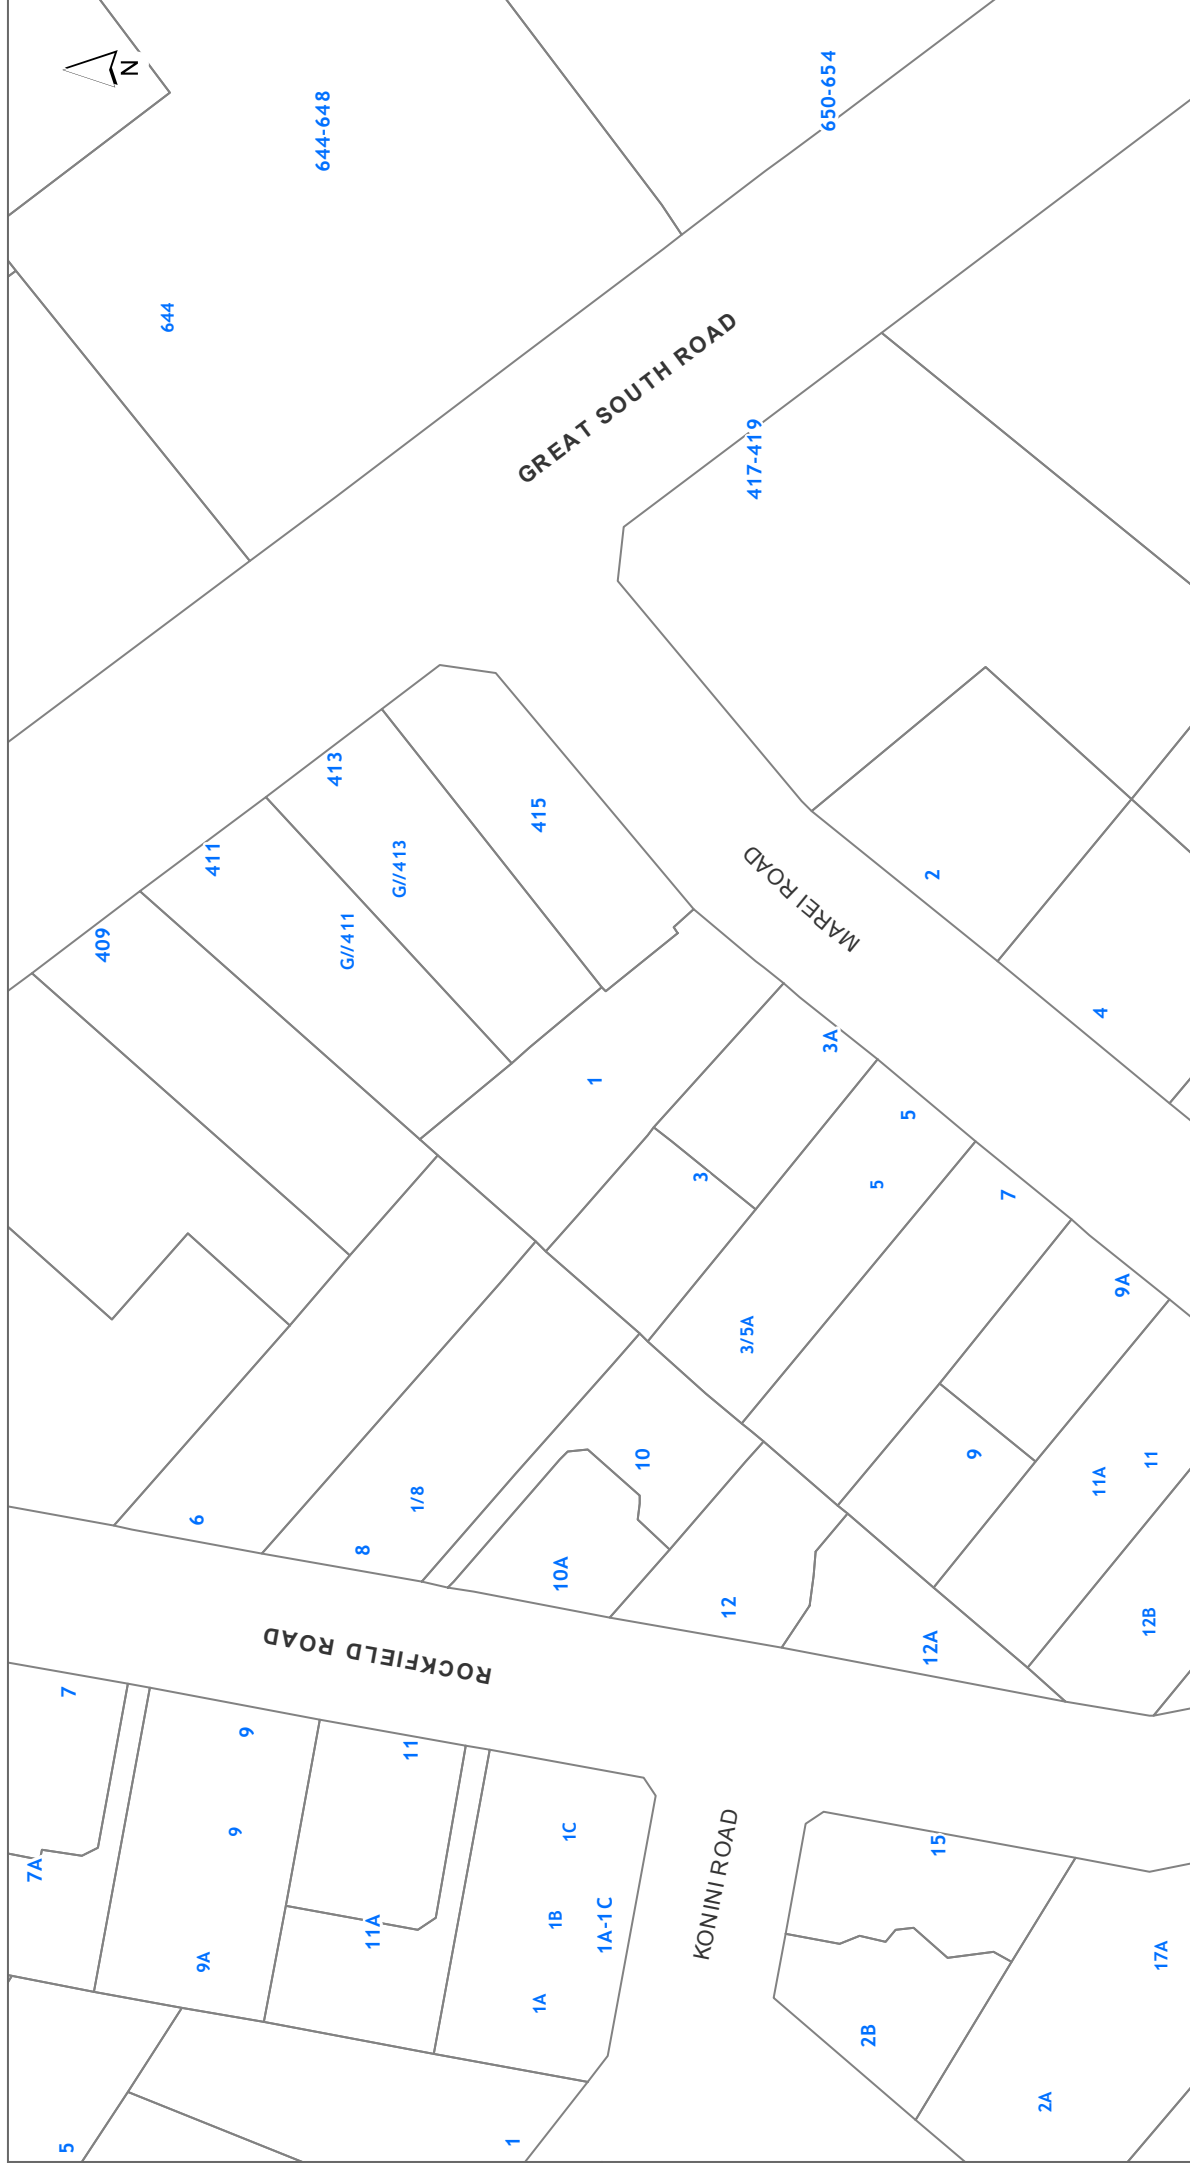 N
644-648
650-654
644
GREAT SOUTH ROAD
417-419
413
415
411
G//413
G//411
409
MAREI ROAD
2
4
1
3A
3
5
5
7
3/5A
9A
9
11A
11
10
1/8
6
8
10A
12
12A
12B
ROCKFIELD ROAD
7
9
11
7A
9
11A
9A
1C
1B
1A-1C
1A
KONINI ROAD
15
17A
2B
2A
5
1